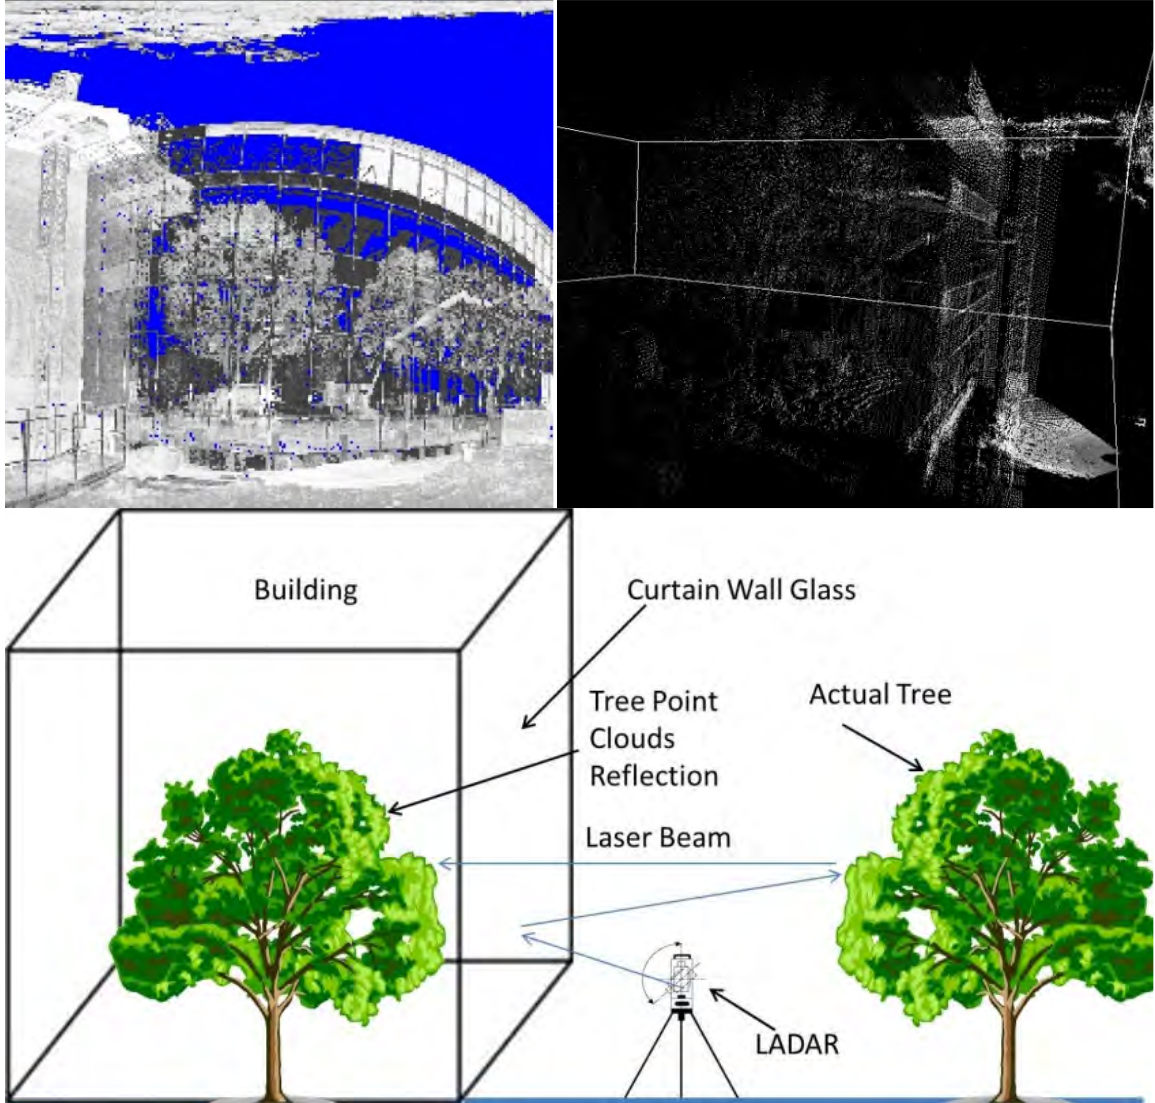 Building
Curtain Wall Glass
Tree Point
Clouds
Reflection
Actual Tree
Laser Beam
LADAR